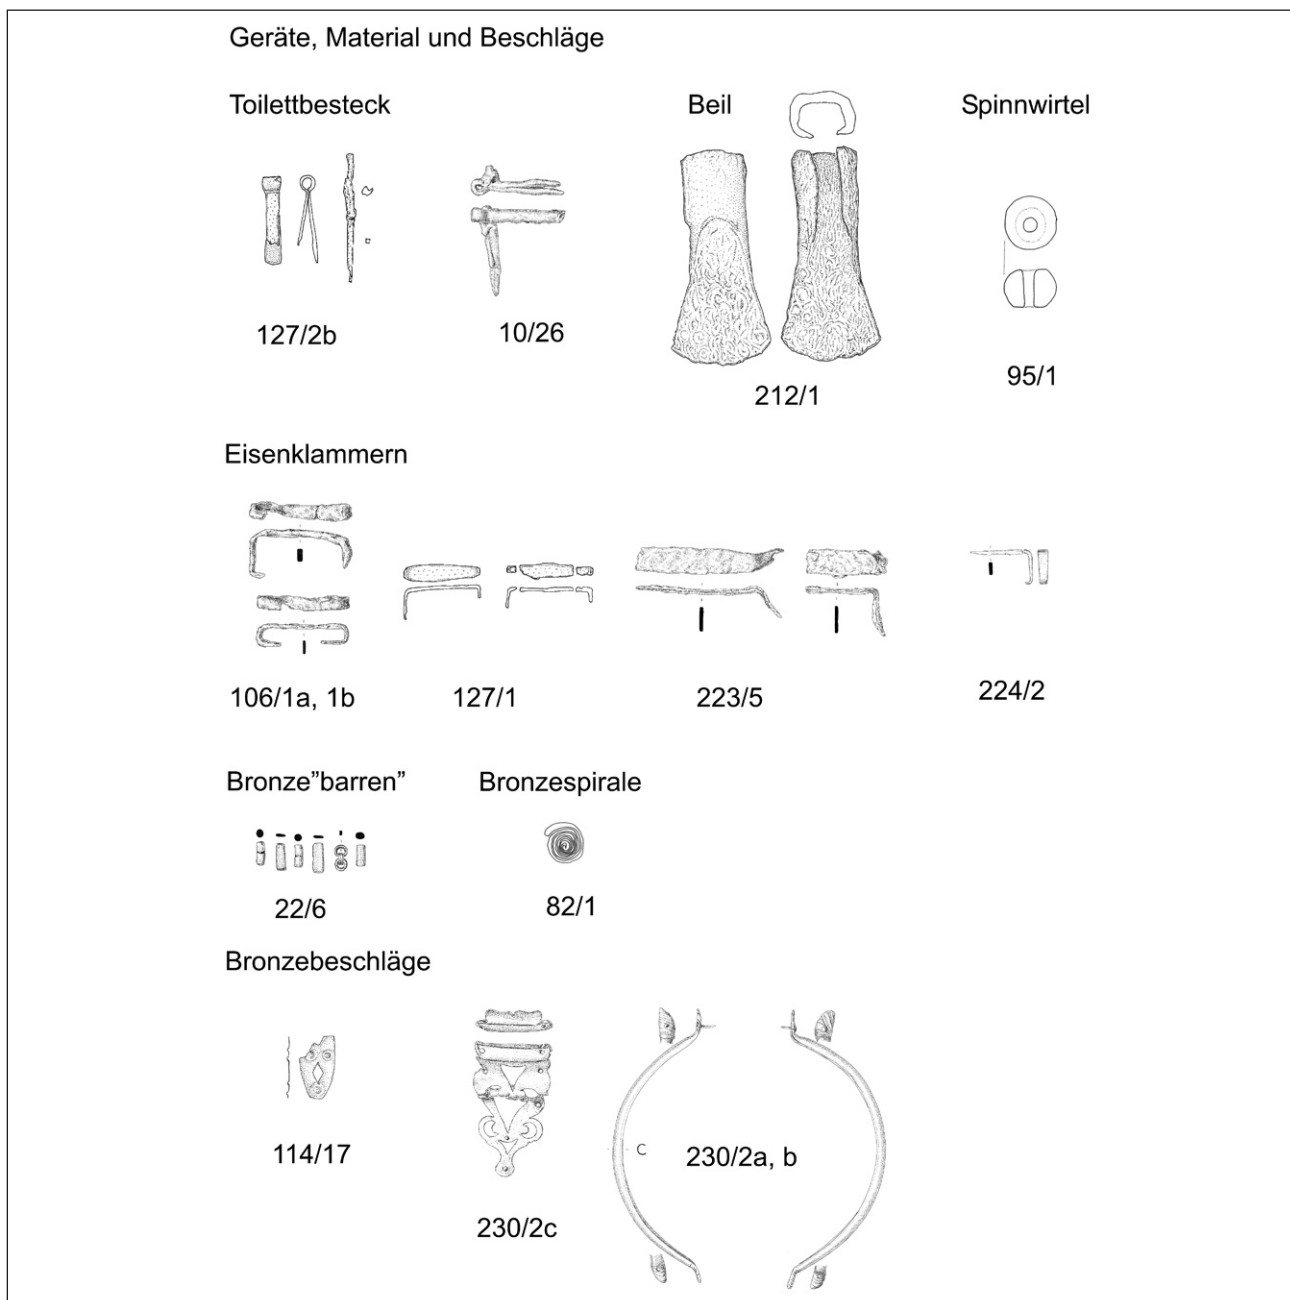 Geräte, Material und Beschläge
Toilettbesteck
Beil
Spinnwirtel
127/2b
10/26
212/1
95/1
Eisenklammern
106/1a, 1b
127/1
223/5
224/2
Bronze”barren”
Bronzespirale
22/6
82/1
Bronzebeschläge
114/17
230/2c
C
230/2a, b